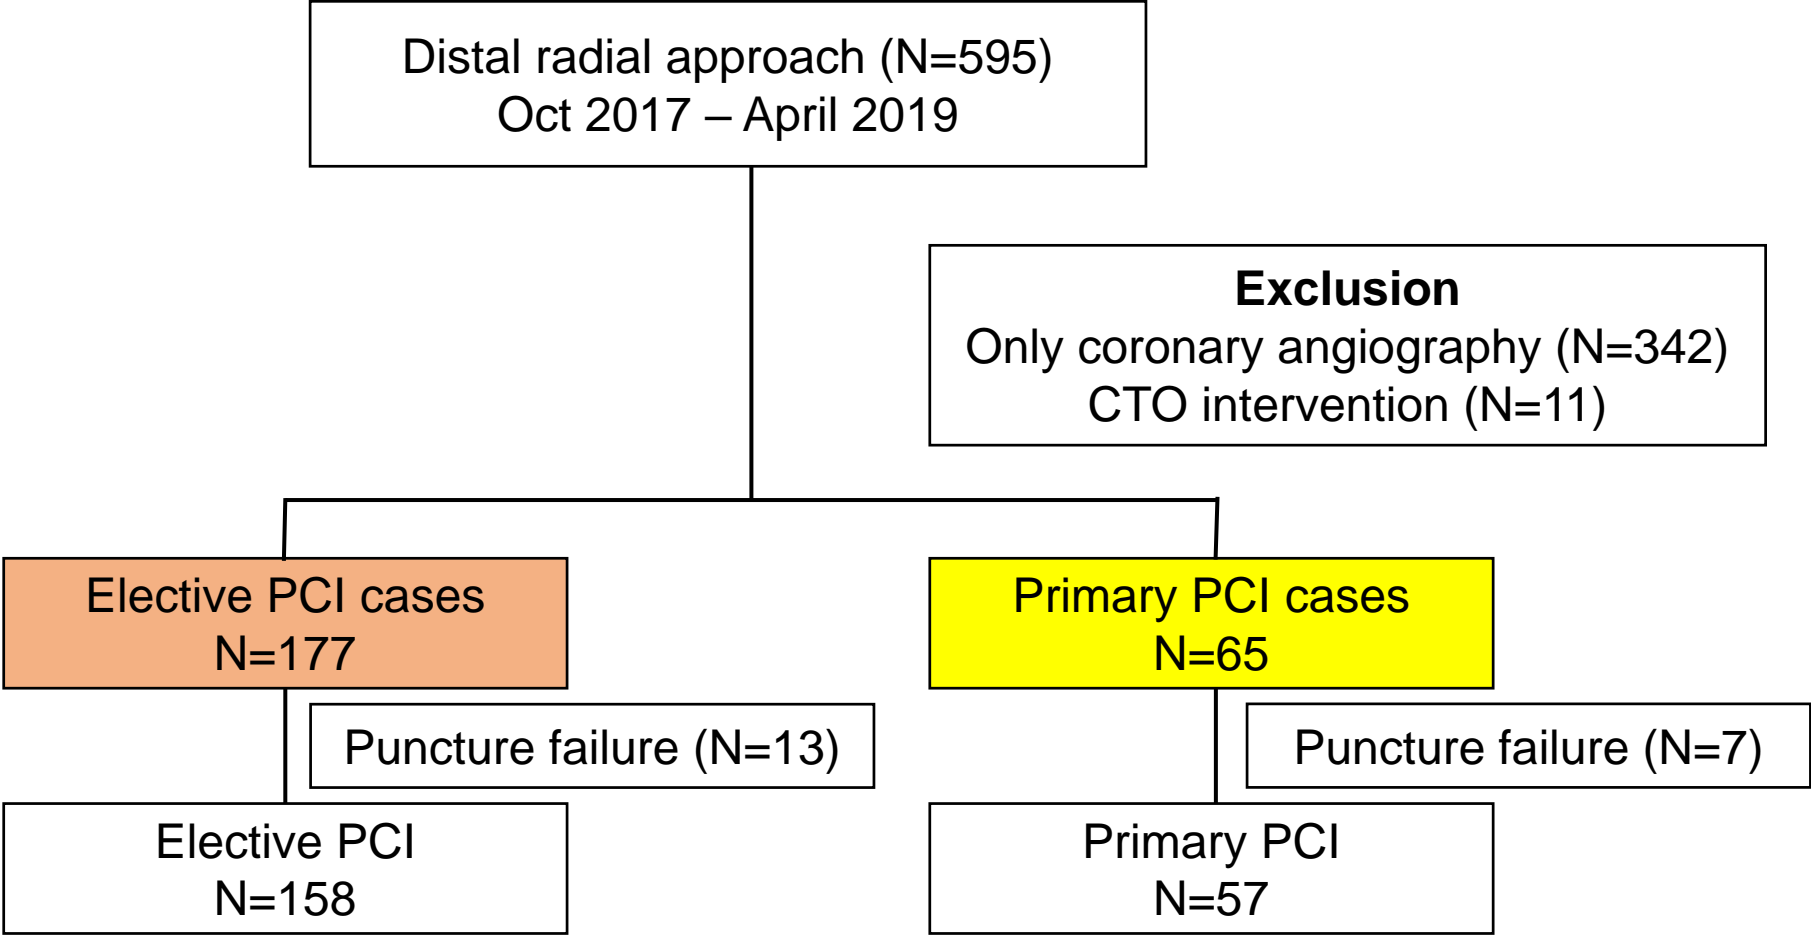 Distal radial approach (N=595)
Oct 2017 – April 2019
Exclusion
Only coronary angiography (N=342)
CTO intervention (N=11)
Elective PCI cases
N=177
Primary PCI cases
N=65
Puncture failure (N=13)
Puncture failure (N=7)
Elective PCI
N=158
Primary PCI
N=57